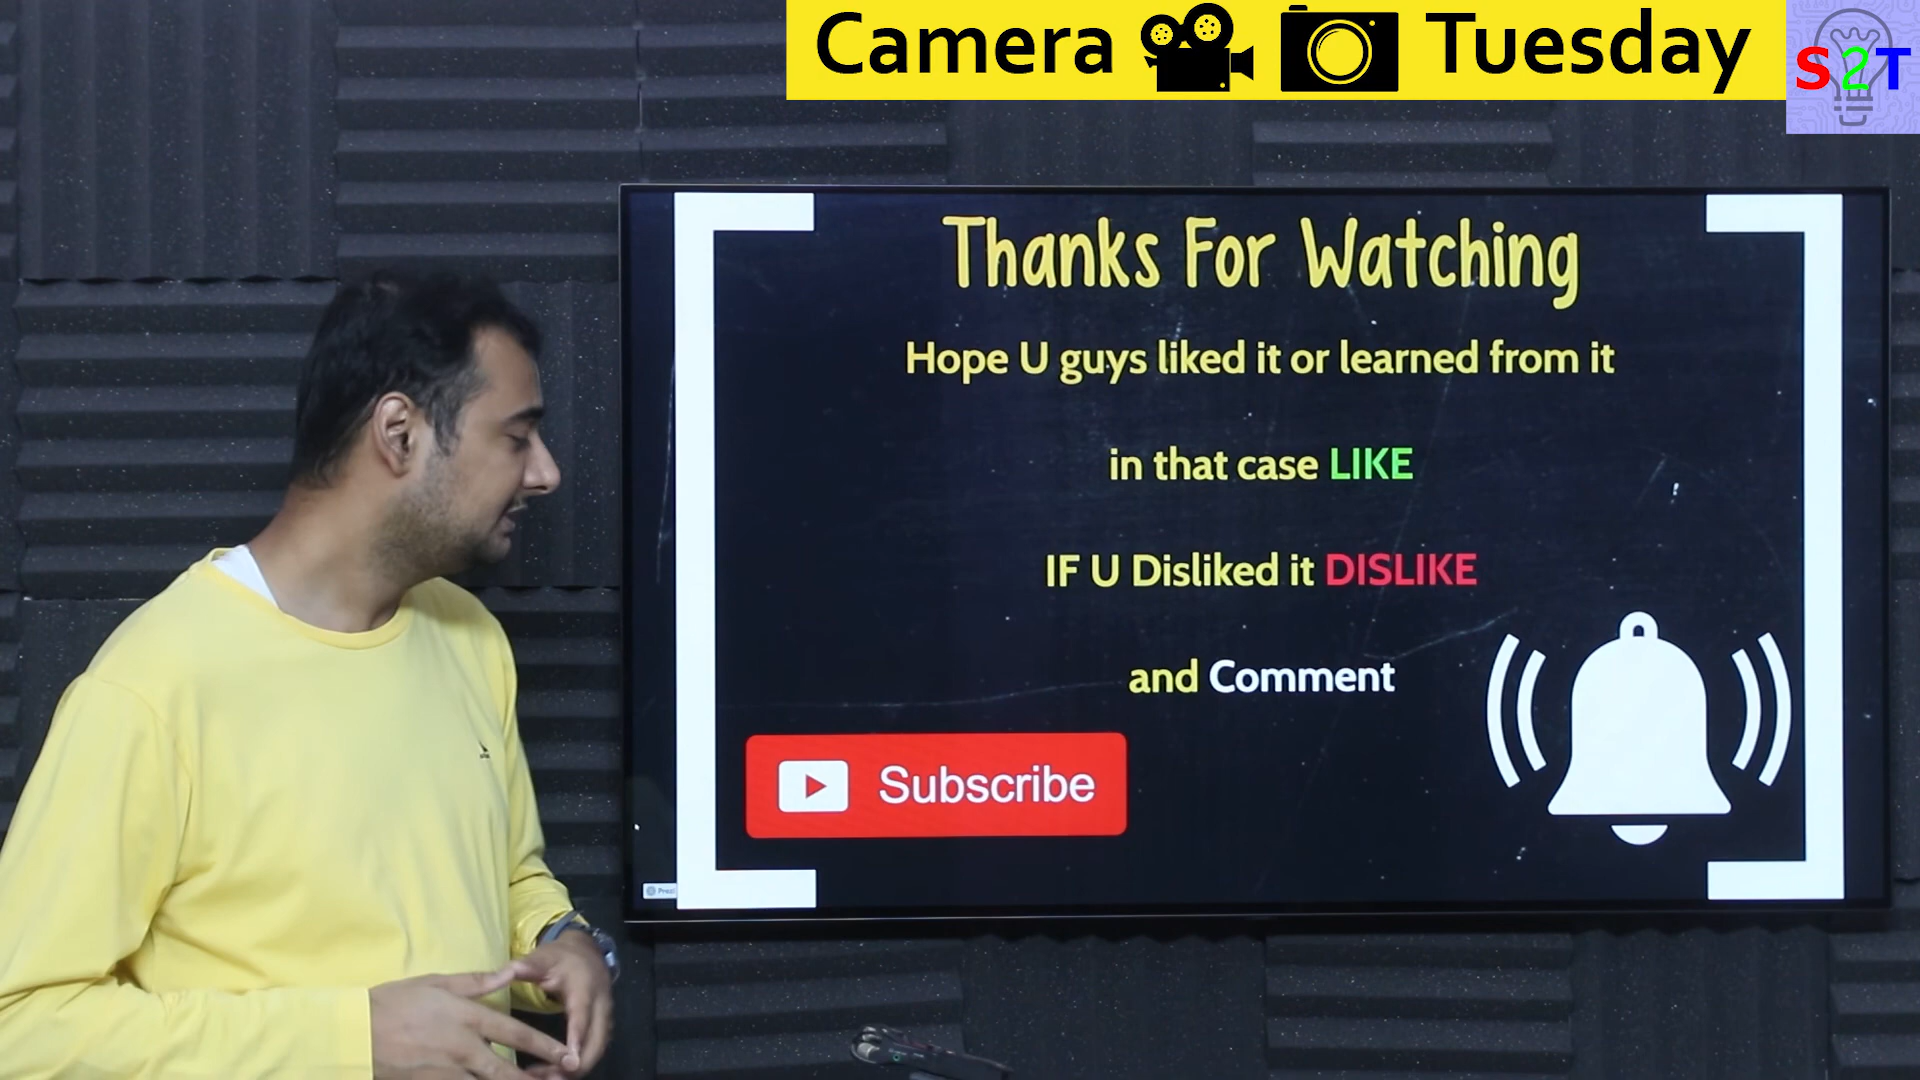 Camera Tuesday
S2T
Thanks For Watching
Hope U guys liked it or learned from it
in that case LIKE
IF U Disliked it DISLIKE
and Comment
Subscribe
Prezi